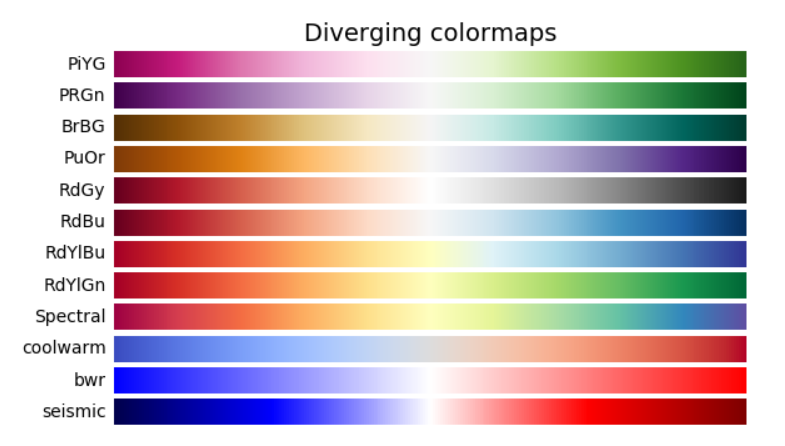 Diverging colormaps
PiYG
PRGn
BrBG
PuOr
RdGy
RdBu
RdYlBu
RdYlGn
Spectral
coolwarm
bwr
seismic